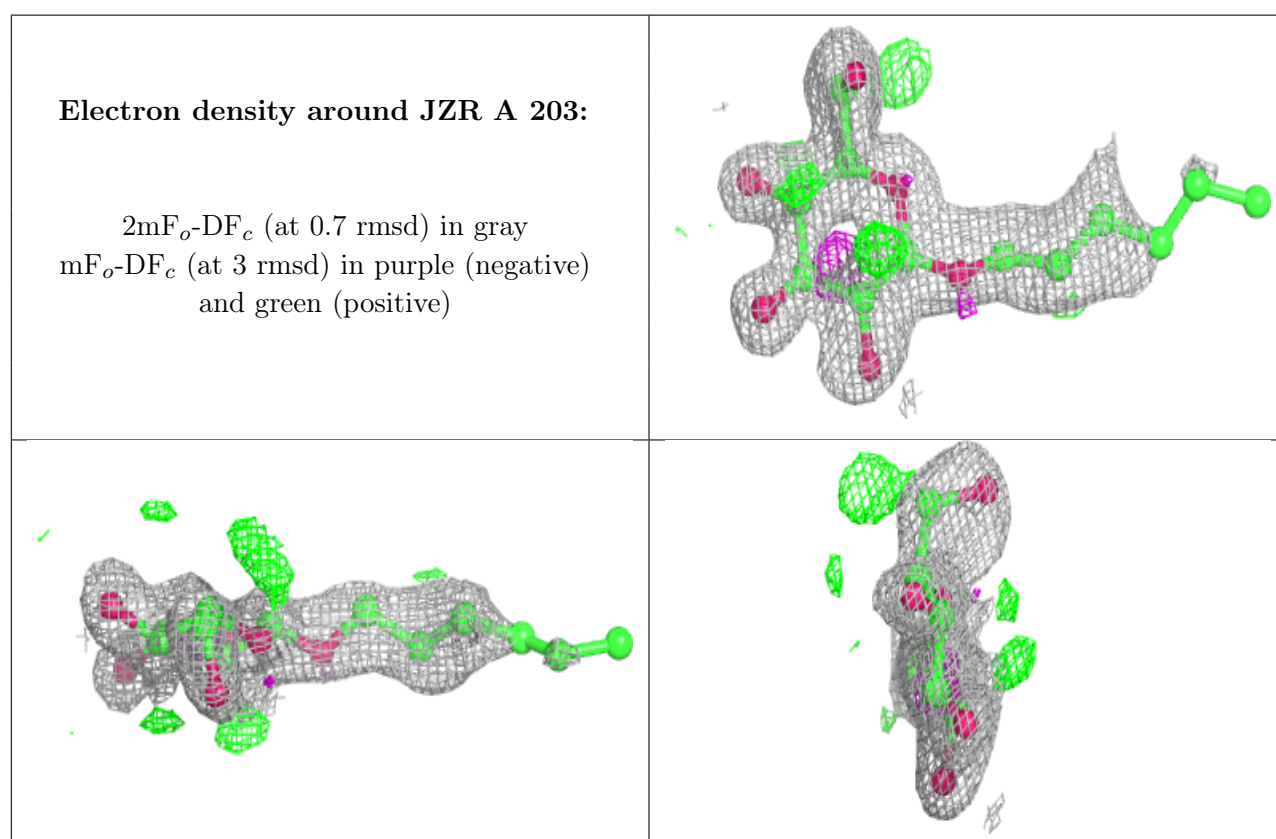 Electron density around JZR A 203:
2mFo-DFc (at 0.7 rmsd) in gray
mFo-DFc (at 3 rmsd) in purple (negative)
and green (positive)